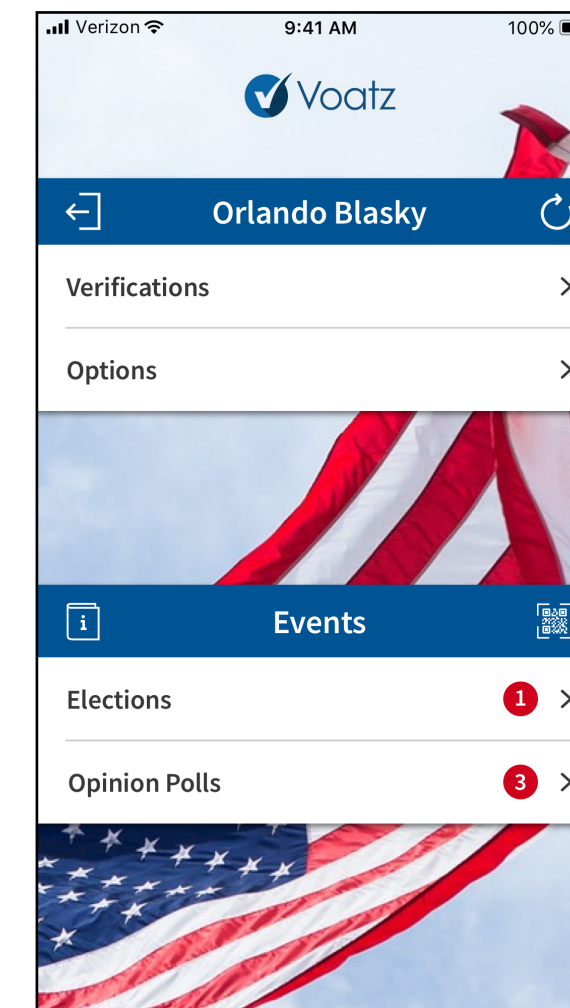 Verizon
9:41 AM
100%
Voatz
Orlando Blasky
Verifications
Options
i
Events
Elections
1
Opinion Polls
3